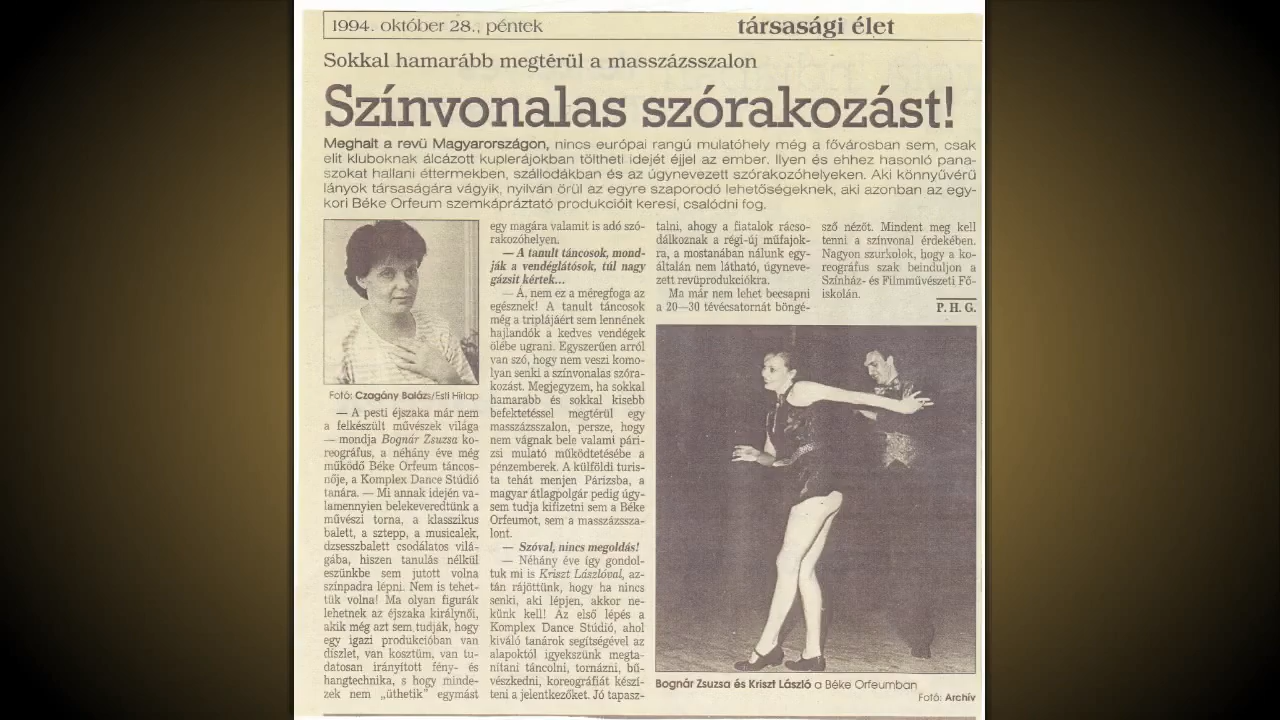 1994. október 28., péntek
társasági élet
Sokkal hamarább megtérül a masszázsszalon
Színvonalas szórakozást!
Meghalt a revü Magyarországon, nincs európai rangú mulatóhely még a fővárosban sem, csak
elit kluboknak álcázott kuplerájokban töltheti idejét éjjel az ember. Ilyen és ehhez hasonló pana-
szokat hallani éttermekben, szállodákban és az úgynevezett szórakozóhelyeken. Aki könnyűvérű
lányok társaságára vágyik, nyilván örül az egyre szaporodó lehetőségeknek, aki azonban az egy-
kori Béke Orfeum szemkápráztató produkcióit keresi, csalódni fog.
Fotó: Czagány Balázs/Esti Hírlap
— A pesti éjszaka már nem
a felkészült művészek világa
— mondja Bognár Zsuzsa ko-
reográfus, a néhány éve még
működő Béke Orfeum táncos-
nője, a Komplex Dance Stúdió
tanára. — Mi annak idején va-
lamennyien belekeveredtünk a
művészi torna, a klasszikus
balett, a sztepp, a musicalek,
dzsesszbalett csodálatos vilá-
gába, hiszen tanulás nélkül
eszünkbe sem jutott volna
színpadra lépni. Nem is tehet-
tük volna! Ma olyan figurák
lehetnek az éjszaka királynői,
akik még azt sem tudják, hogy
egy igazi produkcióban van
díszlet, van kosztüm, van tu-
datosan irányított fény- és
hangtechnika, s hogy minde-
zek nem „üthetik" egymást
egy magára valamit is adó szó-
rakozóhelyen.
— A tanult táncosok, mond-
ják a vendéglátósok, túl nagy
gázsit kértek...
— Á, nem ez a méregfoga az
egésznek! A tanult táncosok
még a triplájáért sem lennének
hajlandók a kedves vendégek
ölébe ugrani. Egyszerűen arról
van szó, hogy nem veszi komo-
lyan senki a színvonalas szóra-
kozást. Megjegyzem, ha sokkal
hamarabb és sokkal kisebb
befektetéssel megtérül egy
masszázsszalon, persze, hogy
nem vágnak bele valami pári-
zsi mulató működtetésébe a
pénzemberek. A külföldi turis-
ta tehát menjen Párizsba, a
magyar átlagpolgár pedig úgy-
sem tudja kifizetni sem a Béke
Orfeumot, sem a masszázssza-
lont.
— Szóval, nincs megoldás!
— Néhány éve így gondol-
tuk mi is Kriszt Lászlóval, az-
tán rájöttünk, hogy ha nincs
senki, aki lépjen, akkor ne-
künk kell! Az első lépés a
Komplex Dance Stúdió, ahol
kiváló tanárok segítségével az
alapoktól igyekszünk megta-
nítani táncolni, tornázni, bű-
vészkedni, koreográfiát készí-
teni a jelentkezőket. Jó tapasz-
talni, ahogy a fiatalok rácso-
dálkoznak a régi-új műfajok-
ra, a mostanában nálunk egy-
általán nem látható, úgyneve-
zett revüprodukciókra.
Ma már nem lehet becsapni
a 20—30 tévécsatornát böngé-
sző nézőt. Mindent meg kell
tenni a színvonal érdekében.
Nagyon szurkolok, hogy a ko-
reográfus szak beinduljon a
Színház- és Filmművészeti Fő-
iskolán.
P. H. G.
Bognár Zsuzsa és Kriszt László a Béke Orfeumban
Fotó: Archív